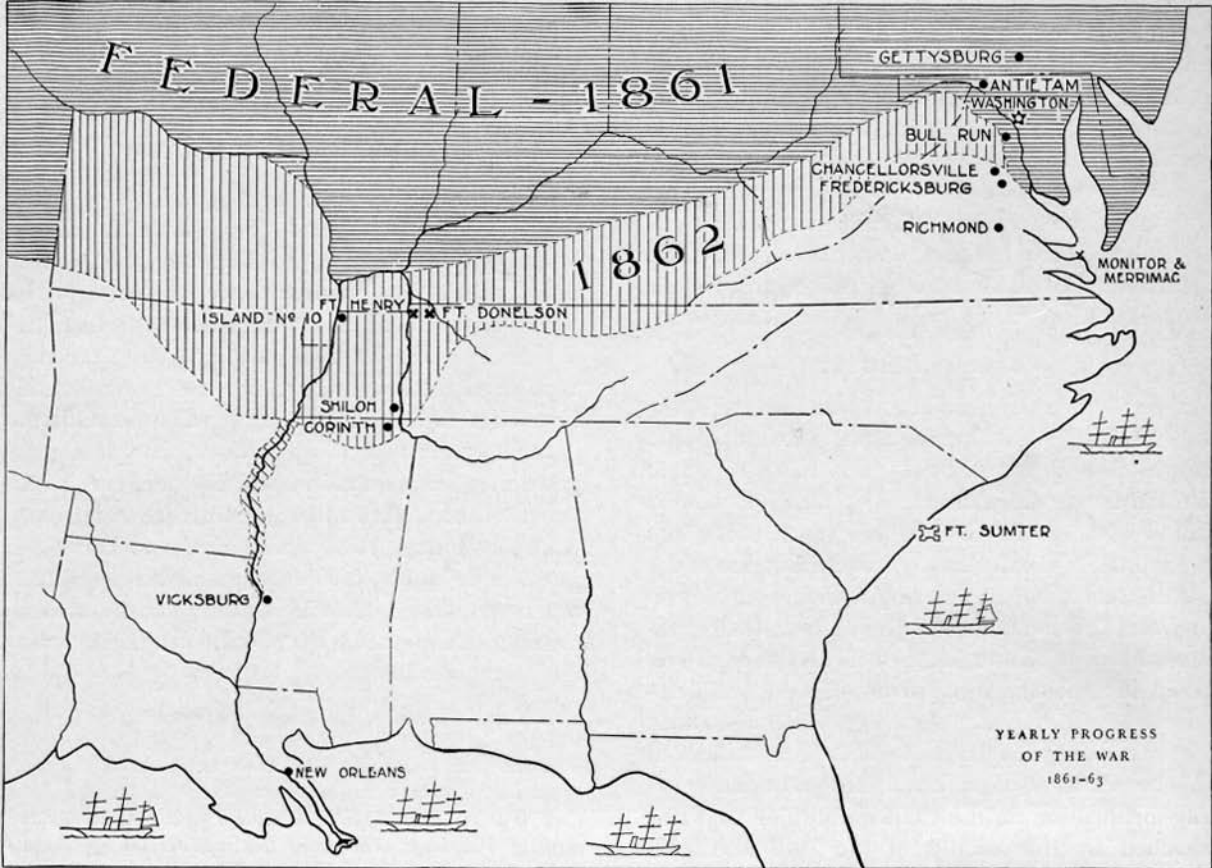 FEDERAL - 1861
GETTYSBURG
ANTIETAM
WASHINGTON
BULL RUN
CHANCELLORSVILLE
FREDERICKSBURG
1862
RICHMOND
MONITOR &
MERRIMAC
FT. HENRY
ISLAND Nº 10
FT. DONELSON
SHILOH
CORINTH
FT. SUMTER
VICKSBURG
NEW ORLEANS
YEARLY PROGRESS
OF THE WAR
1861-63